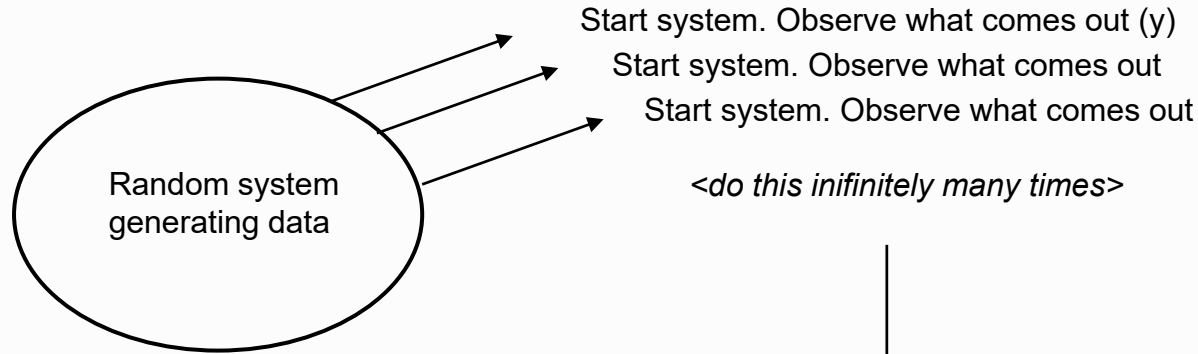 Start system. Observe what comes out (y)
Start system. Observe what comes out
Start system. Observe what comes out
Random system
generating data
<do this inifinitely many times>